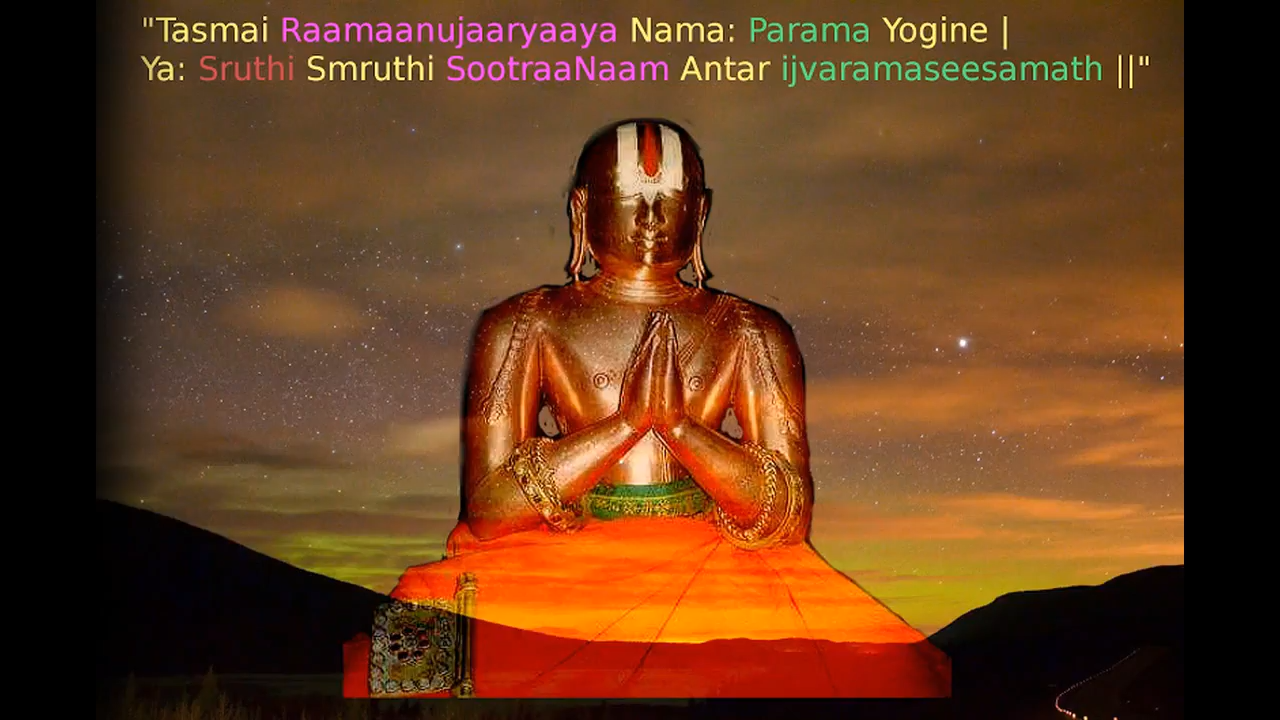 "Tasmai Raamaanujaaryaaya Nama: Parama Yogine |
Ya: Sruthi Smruthi SootraaNaam Antar ijvaramaseesamath ||"